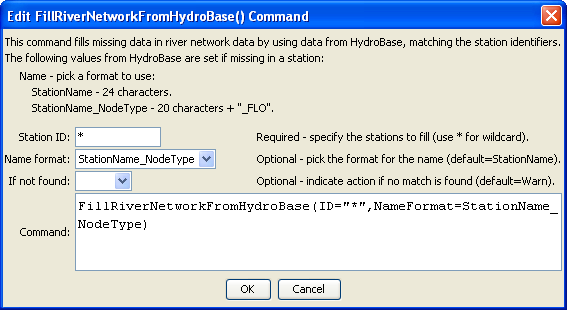 Edit FillRiverNetworkFromHydroBase() Command
This command fills missing data in river network data by using data from HydroBase, matching the station identifiers.
The following values from HydroBase are set if missing in a station:
Name - pick a format to use:
StationName - 24 characters.
StationName_NodeType - 20 characters + "_FLO".
Station ID: * Required - specify the stations to fill (use * for wildcard).
Name format: StationName_NodeType Optional - pick the format for the name (default=StationName).
If not found: Optional - indicate action if no match is found (default=Warn).
Command: FillRiverNetworkFromHydroBase(ID="*",NameFormat=StationName_
NodeType)
OK Cancel